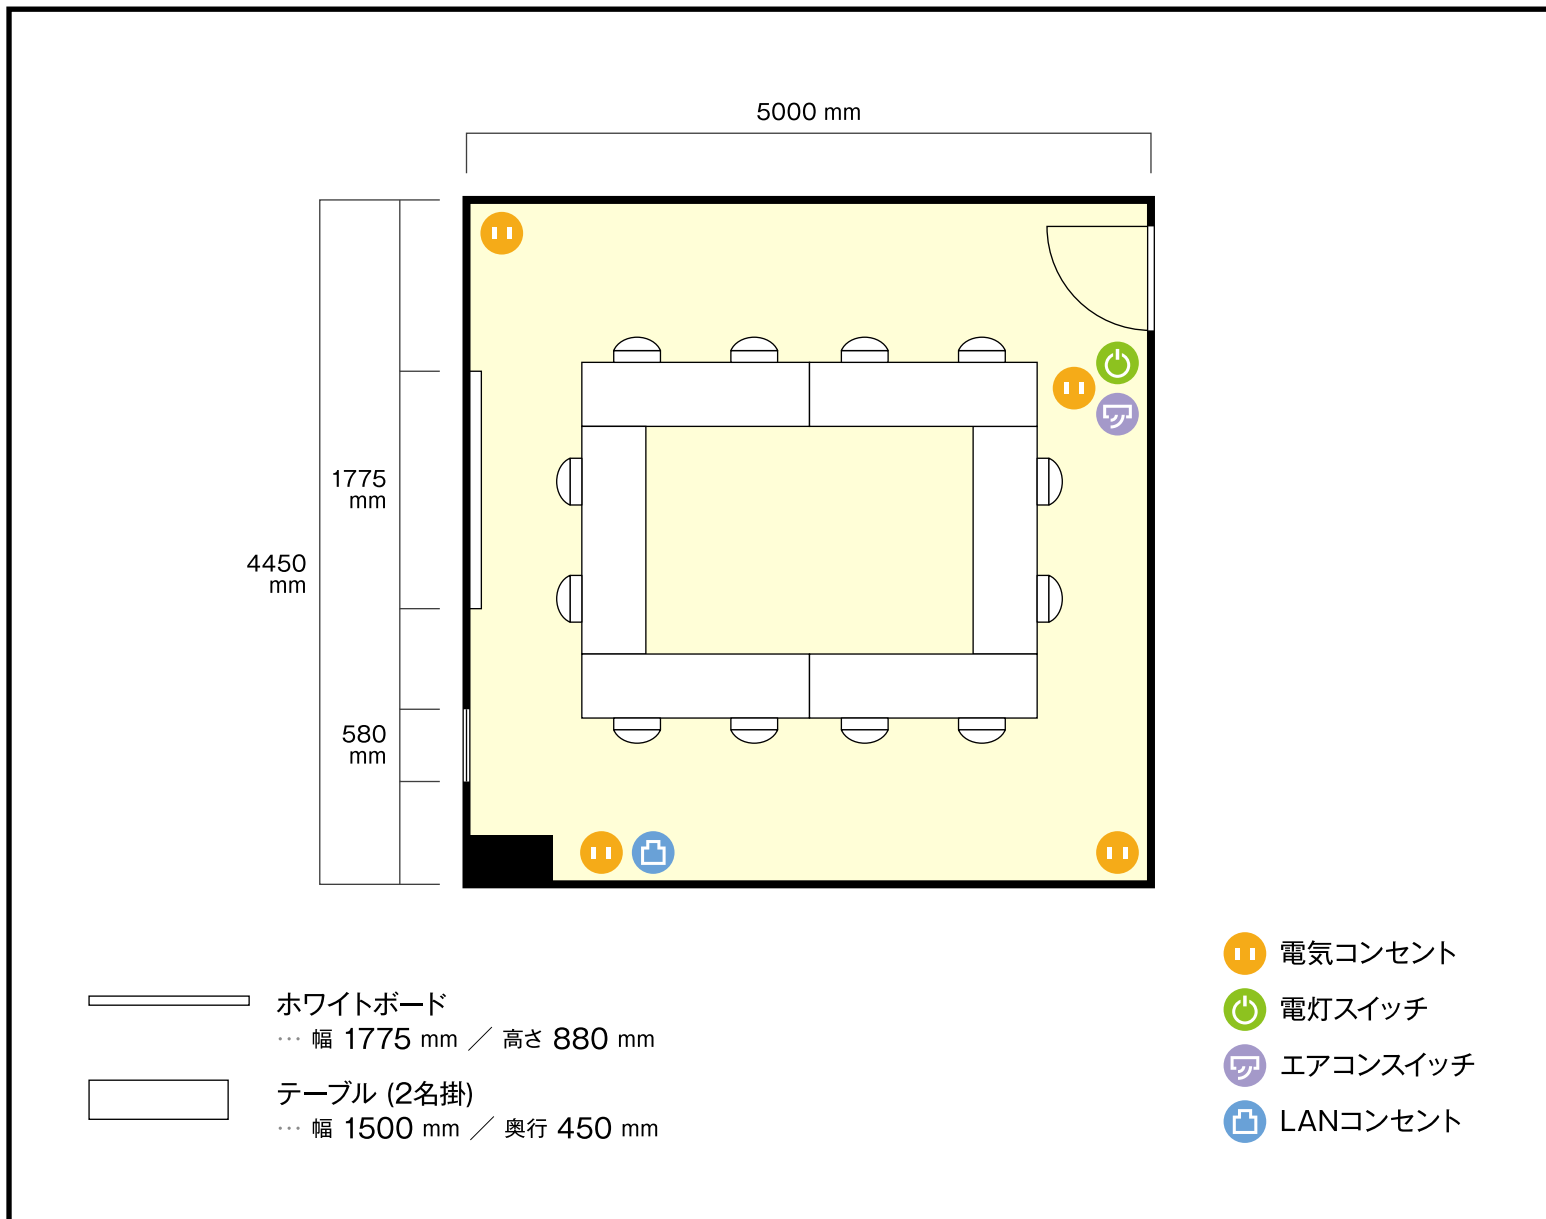 5000 mm
1775
mm
4450
mm
580
mm
ホワイトボード
… 幅 1775 mm ／ 高さ 880 mm
テーブル (2名掛)
… 幅 1500 mm ／ 奥行 450 mm
電気コンセント
電灯スイッチ
エアコンスイッチ
LANコンセント